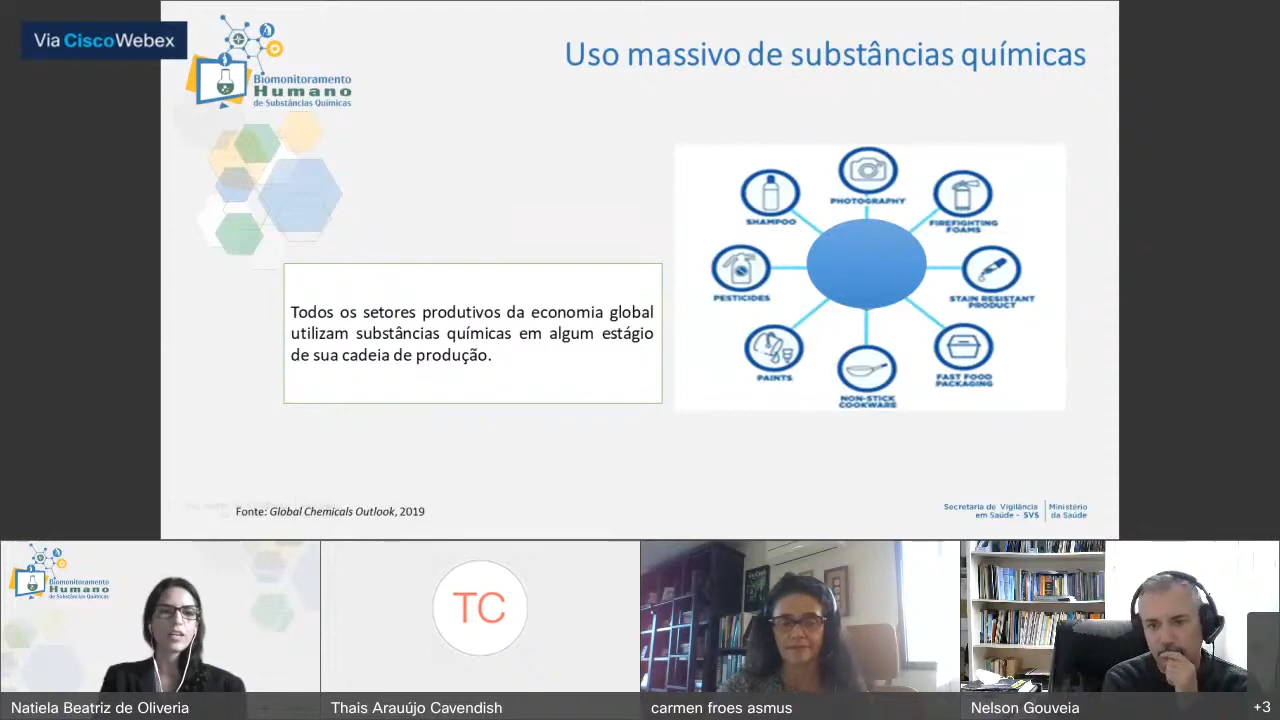 Via CiscoWebex
Biomonitoramento
Humano
de Substâncias Químicas
Uso massivo de substâncias químicas
PHOTOGRAPHY
SHAMPOO
FIREFIGHTING
FOAMS
PESTICIDES
STAIN RESISTANT
PRODUCT
PAINTS
FAST FOOD
PACKAGING
NON-STICK
COOKWARE
Todos os setores produtivos da economia global
utilizam substâncias químicas em algum estágio
de sua cadeia de produção.
Fonte: Global Chemicals Outlook, 2019
Secretaria de Vigilância
em Saúde - SVS
Ministério
da Saúde
Biomonitoramento
Humano
de Substâncias Químicas
TC
Natiela Beatriz de Oliveria
Thais Arauújo Cavendish
carmen froes asmus
Nelson Gouveia
+3